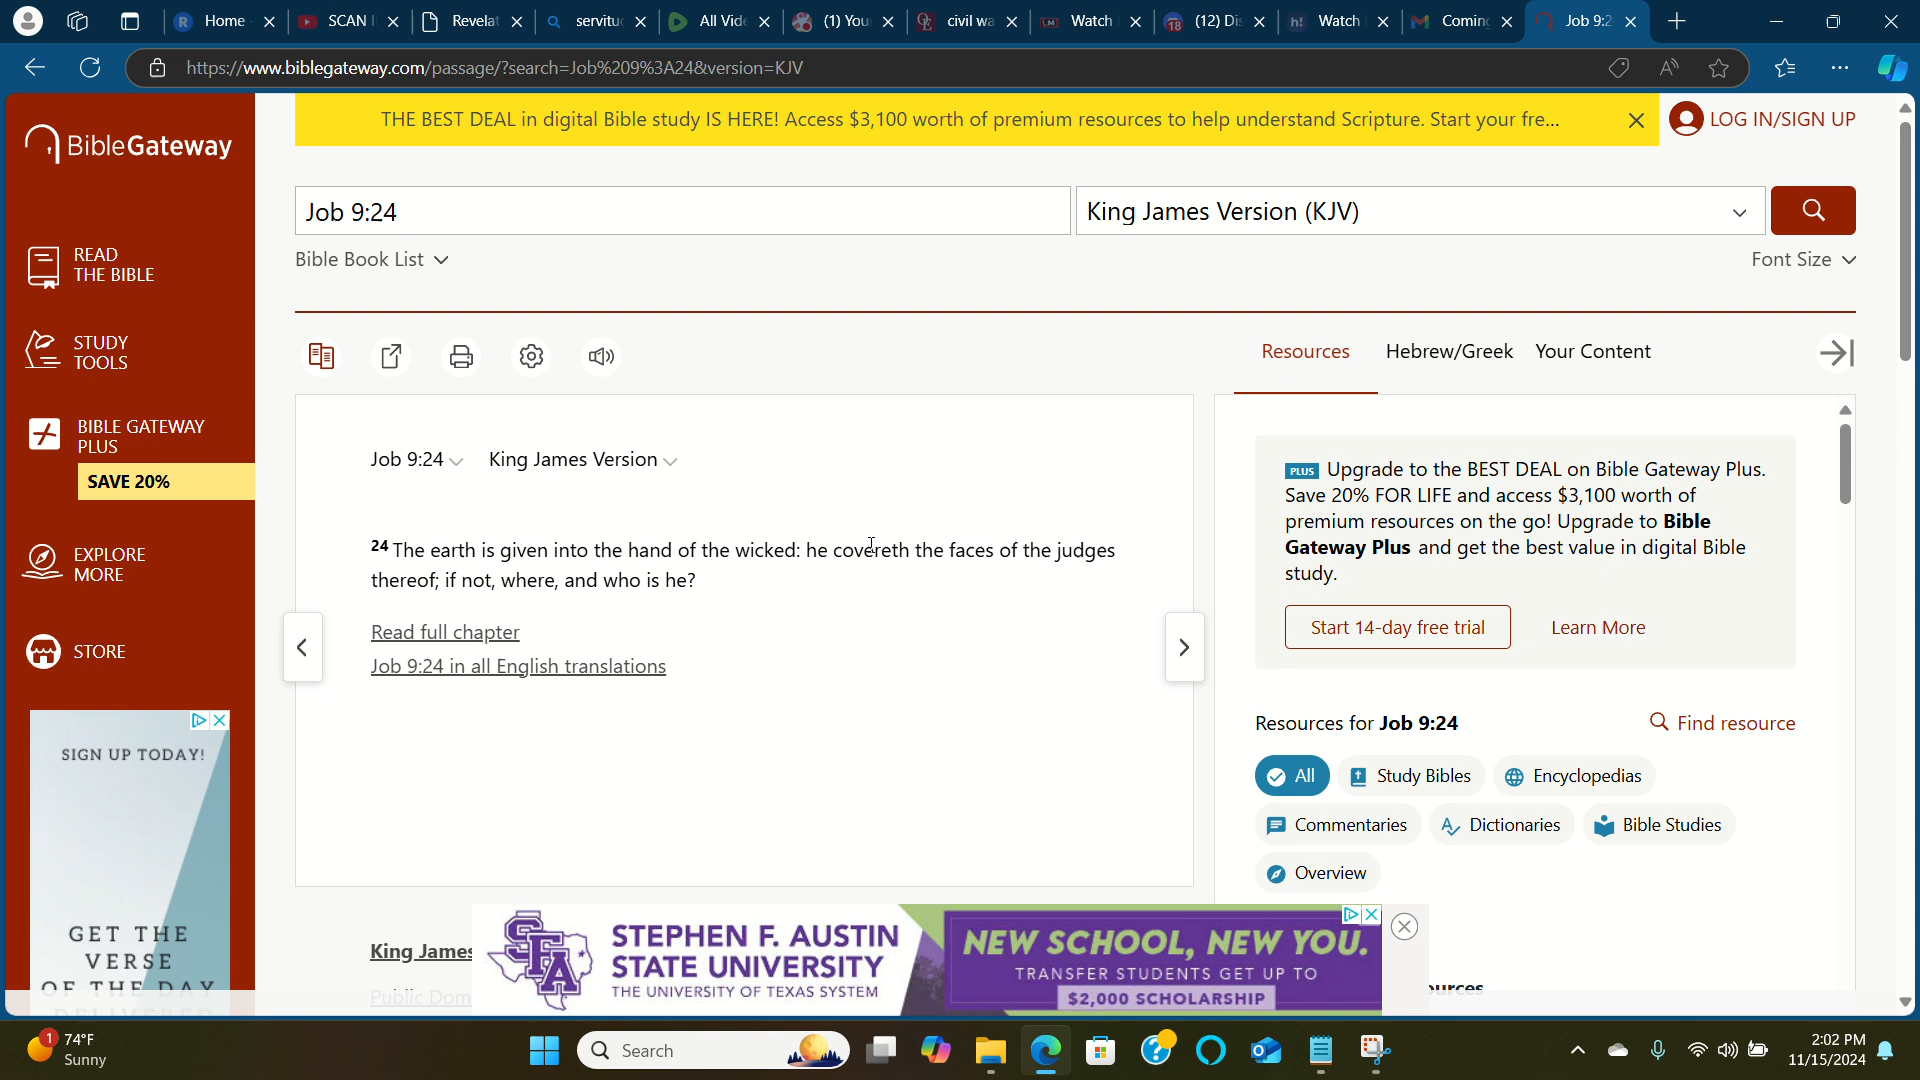 Home
SCAN
Revelat
servitu
All Vide
(1) You
civil wa
Watch
(12) Di
Watch
Coming
Job 9:2
https://www.biblegateway.com/passage/?search=Job%209%3A24&version=KJV
BibleGateway
THE BEST DEAL in digital Bible study IS HERE! Access $3,100 worth of premium resources to help understand Scripture. Start your fre...
LOG IN/SIGN UP
Job 9:24
King James Version (KJV)
Bible Book List
Font Size
READ
THE BIBLE
STUDY
TOOLS
BIBLE GATEWAY
PLUS
SAVE 20%
EXPLORE
MORE
STORE
Resources
Hebrew/Greek
Your Content
Job 9:24
King James Version
24 The earth is given into the hand of the wicked: he covereth the faces of the judges
thereof; if not, where, and who is he?
Read full chapter
Job 9:24 in all English translations
PLUS Upgrade to the BEST DEAL on Bible Gateway Plus.
Save 20% FOR LIFE and access $3,100 worth of
premium resources on the go! Upgrade to Bible
Gateway Plus and get the best value in digital Bible
study.
Start 14-day free trial
Learn More
Resources for Job 9:24
Find resource
All
Study Bibles
Encyclopedias
Commentaries
Dictionaries
Bible Studies
Overview
SIGN UP TODAY!
GET THE
VERSE
OF THE DAY
DELIVERED
King James
Public Dom
SFA
STEPHEN F. AUSTIN
STATE UNIVERSITY
THE UNIVERSITY OF TEXAS SYSTEM
NEW SCHOOL, NEW YOU.
TRANSFER STUDENTS GET UP TO
$2,000 SCHOLARSHIP
1
74°F
Sunny
Search
2:02 PM
11/15/2024